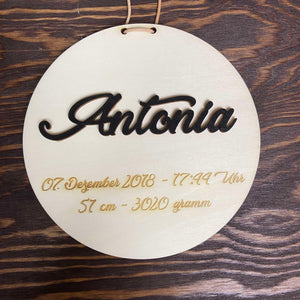 Antonia
07. Dezember 2018 - 17:44 Uhr
57 cm - 3020 gramm